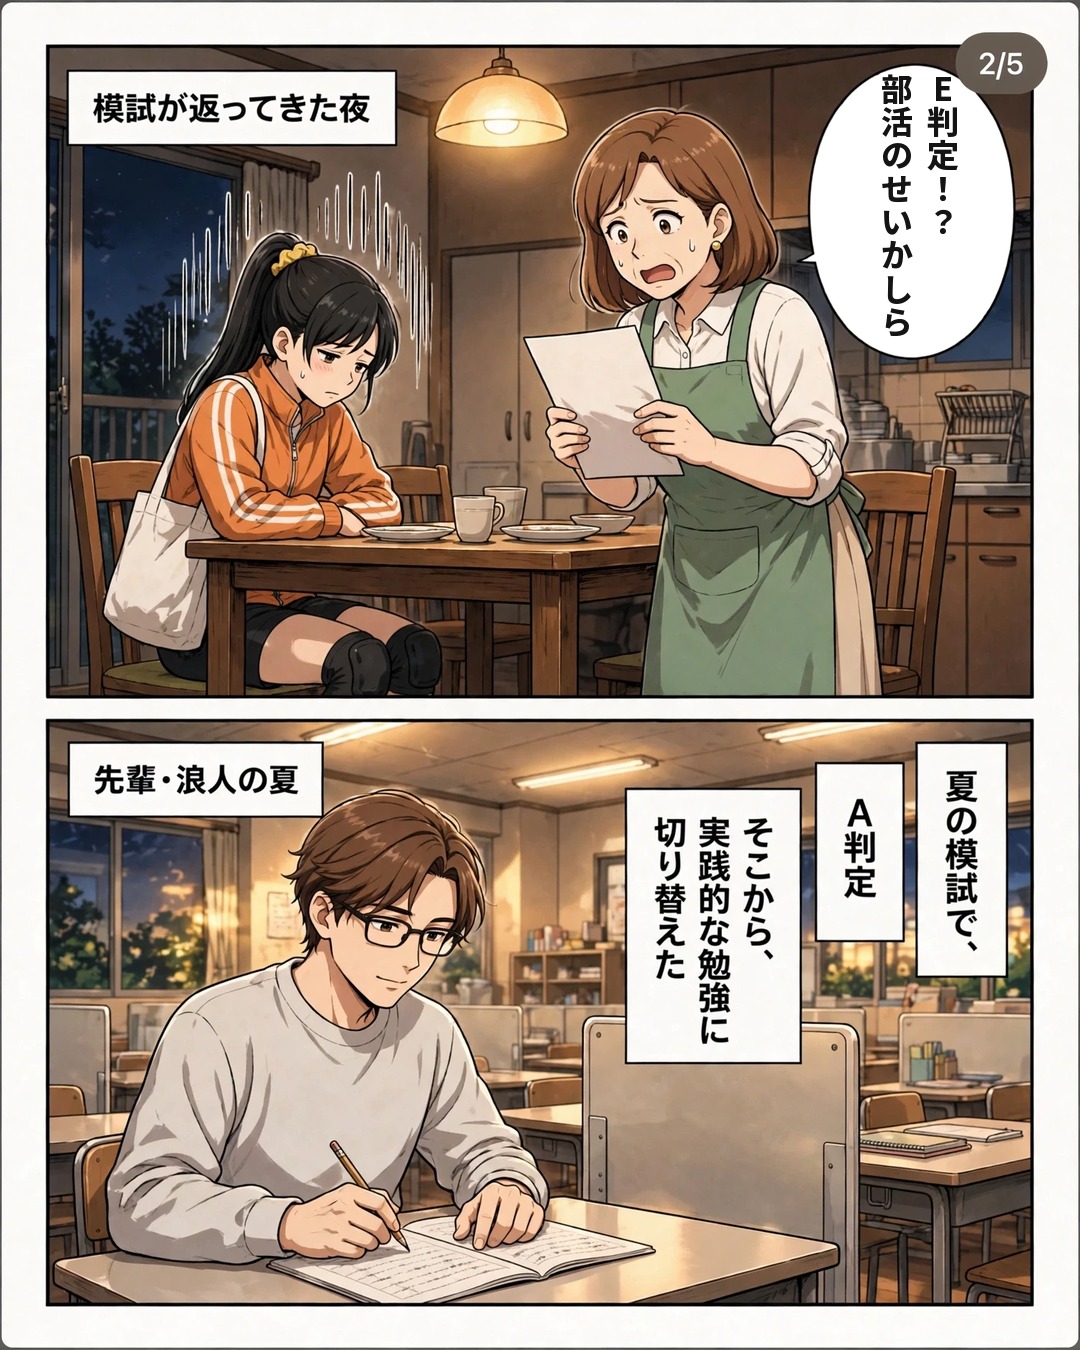 2/5
模試が返ってきた夜
E判定！？
部活のせいかしら
先輩・浪人の夏
夏の模試で、
A判定
そこから、
実践的な勉強に
切り替えた